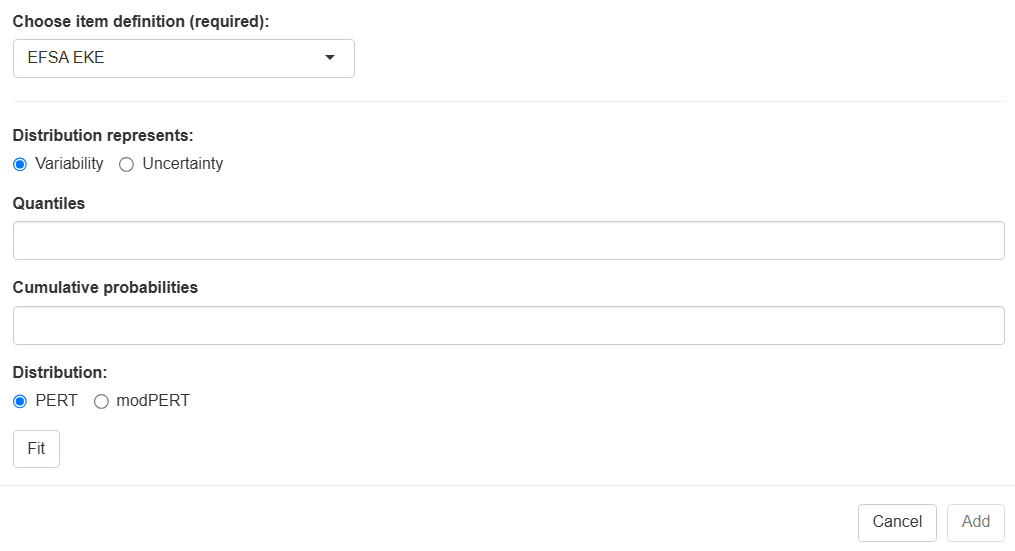 Choose item definition (required):
EFSA EKE
Distribution represents:
Variability Uncertainty
Quantiles
Cumulative probabilities
Distribution:
PERT modPERT
Fit
Cancel Add